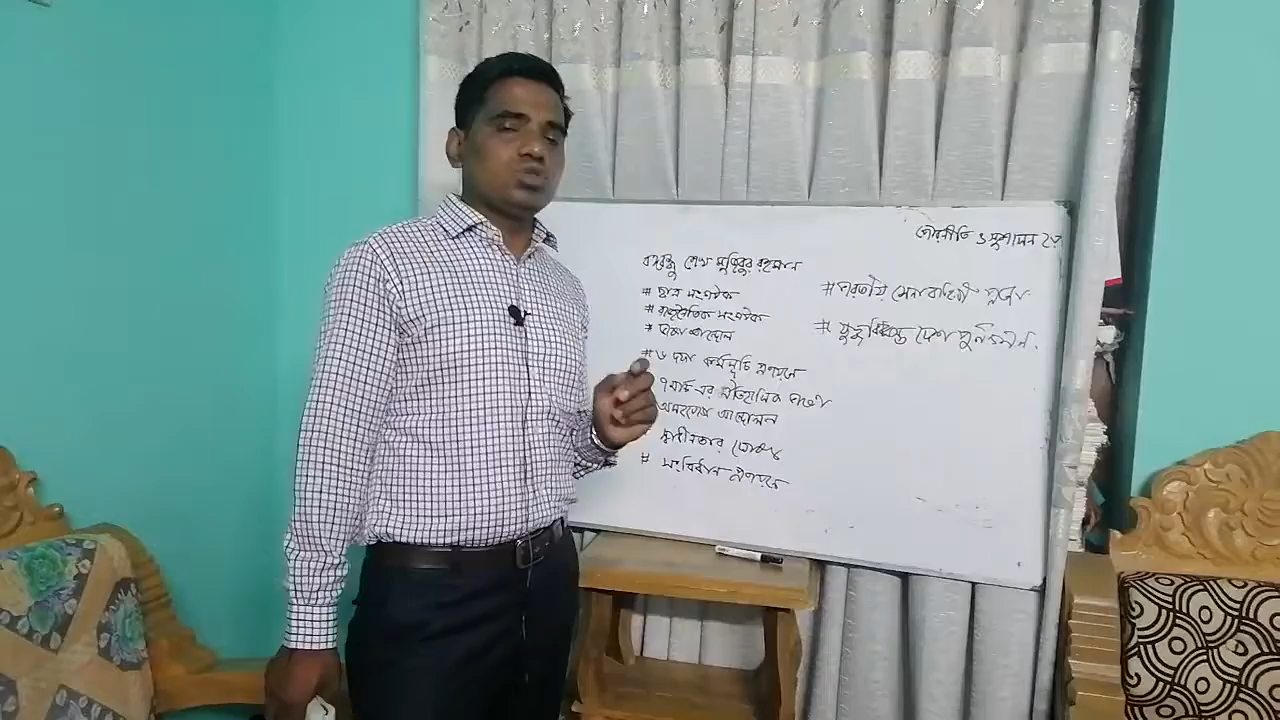 পৌরনীতি ও সুশাসন ২য়
বঙ্গবন্ধু শেখ মুজিবুর রহমান
# ছাত্র সংগঠক
# রাজনৈতিক সংগঠক
# ভাষা আন্দোলন
# ৬ দফা কর্মসূচি প্রণয়নে
৭ মার্চ এর ঐতিহাসিক ভাষণ
অসহযোগ আন্দোলন
স্বাধীনতার ঘোষণা
# সংবিধান প্রণয়নে
# ভারতীয় সেনাবাহিনী
# যুদ্ধবিধ্বস্ত দেশ পুনর্গঠন.